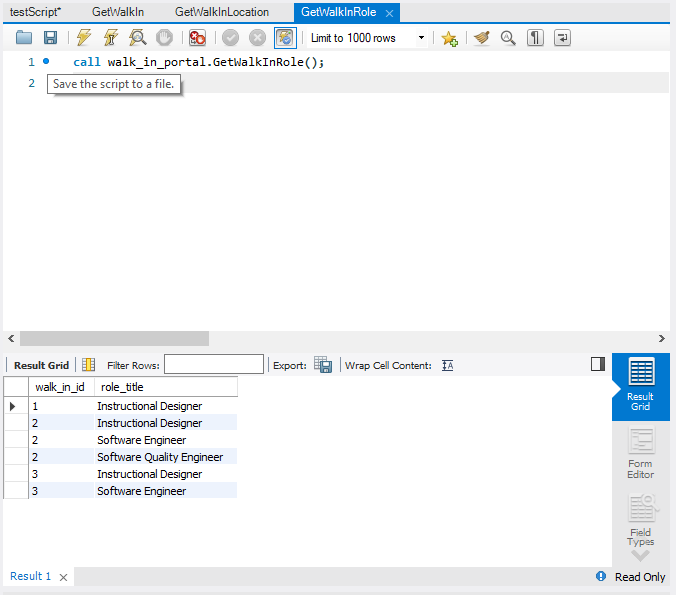 testScript* GetWalkIn GetWalkInLocation GetWalkInRole
Limit to 1000 rows
1 call walk_in_portal.GetWalkInRole();
2
Save the script to a file.
Result Grid Filter Rows: Export: Wrap Cell Content:
walk_in_id role_title
1 Instructional Designer
2 Instructional Designer
2 Software Engineer
2 Software Quality Engineer
3 Instructional Designer
3 Software Engineer
Result
Grid
Form
Editor
Field
Types
Result 1 Read Only